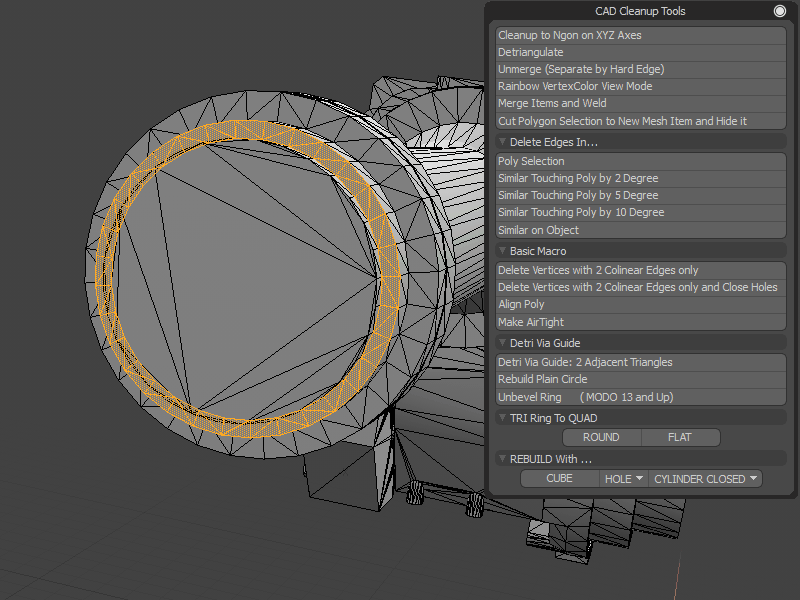 CAD Cleanup Tools
Cleanup to Ngon on XYZ Axes
Detriangulate
Unmerge (Separate by Hard Edge)
Rainbow VertexColor View Mode
Merge Items and Weld
Cut Polygon Selection to New Mesh Item and Hide it
Delete Edges In...
Poly Selection
Similar Touching Poly by 2 Degree
Similar Touching Poly by 5 Degree
Similar Touching Poly by 10 Degree
Similar on Object
Basic Macro
Delete Vertices with 2 Colinear Edges only
Delete Vertices with 2 Colinear Edges only and Close Holes
Align Poly
Make AirTight
Detri Via Guide
Detri Via Guide: 2 Adjacent Triangles
Rebuild Plain Circle
Unbevel Ring (MODO 13 and Up)
TRI Ring To QUAD
ROUND FLAT
REBUILD With ...
CUBE HOLE CYLINDER CLOSED